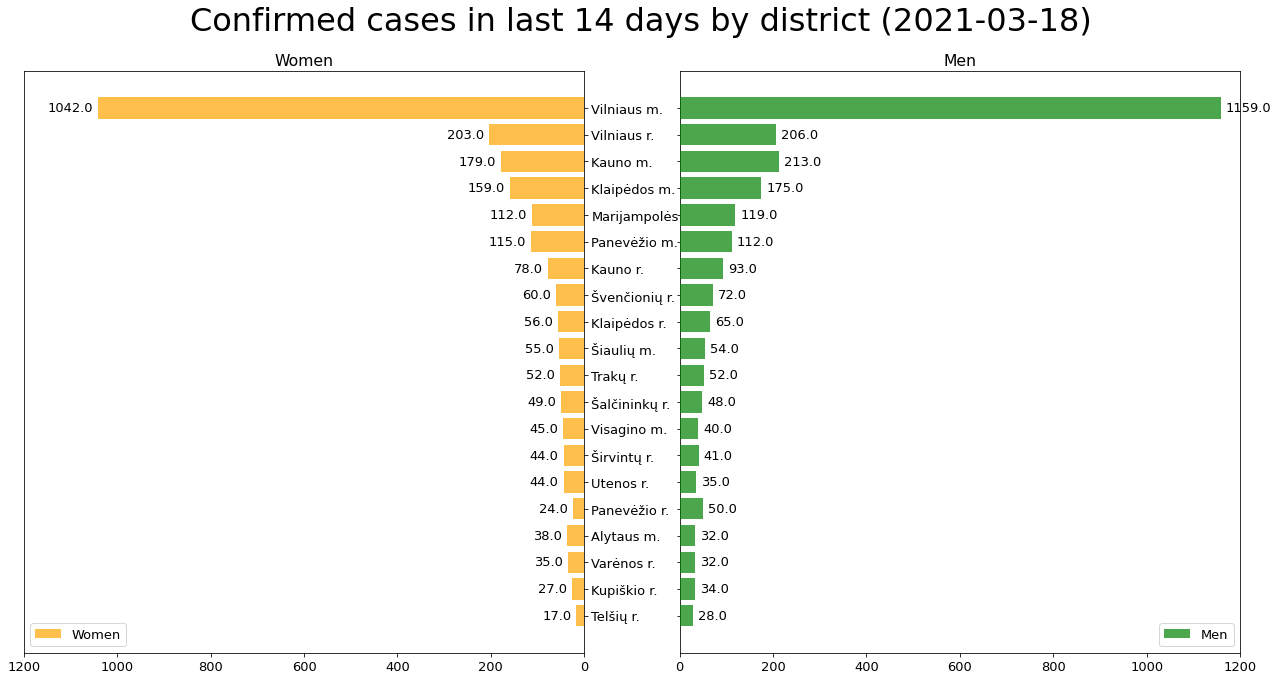 Confirmed cases in last 14 days by district (2021-03-18)
Women Men
1042.0 Vilniaus m. 1159.0
203.0 Vilniaus r. 206.0
179.0 Kauno m. 213.0
159.0 Klaipėdos m. 175.0
112.0 Marijampolės 119.0
115.0 Panevėžio m. 112.0
78.0 Kauno r. 93.0
60.0 Švenčionių r. 72.0
56.0 Klaipėdos r. 65.0
55.0 Šiaulių m. 54.0
52.0 Trakų r. 52.0
49.0 Šalčininkų r. 48.0
45.0 Visagino m. 40.0
44.0 Širvintų r. 41.0
44.0 Utenos r. 35.0
24.0 Panevėžio r. 50.0
38.0 Alytaus m. 32.0
35.0 Varėnos r. 32.0
27.0 Kupiškio r. 34.0
17.0 Telšių r. 28.0
Women Men
1200 1000 800 600 400 200 0 0 200 400 600 800 1000 1200